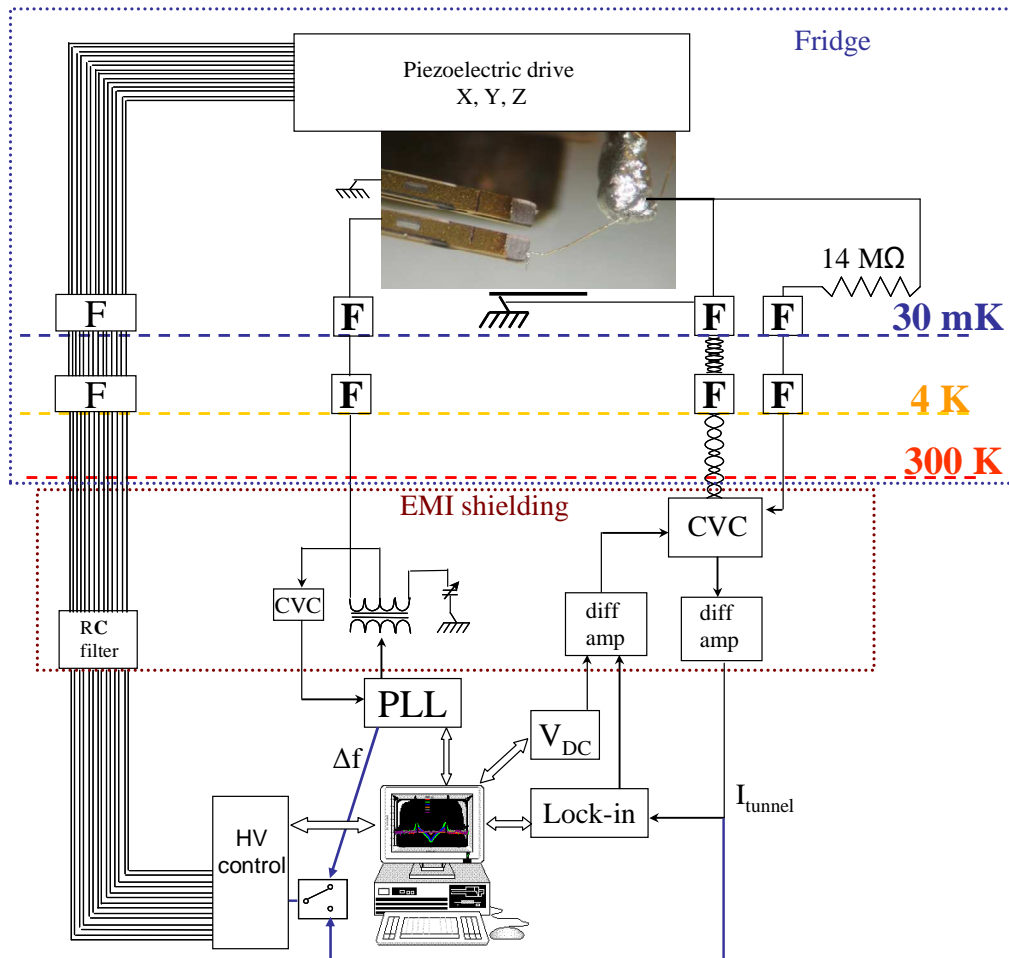 Fridge
Piezoelectric drive
X, Y, Z
14 MΩ
F
F
F
F
30 mK
F
F
F
F
4 K
300 K
EMI shielding
CVC
CVC
RC
filter
diff
amp
diff
amp
PLL
V_DC
Δf
I_tunnel
Lock-in
HV
control